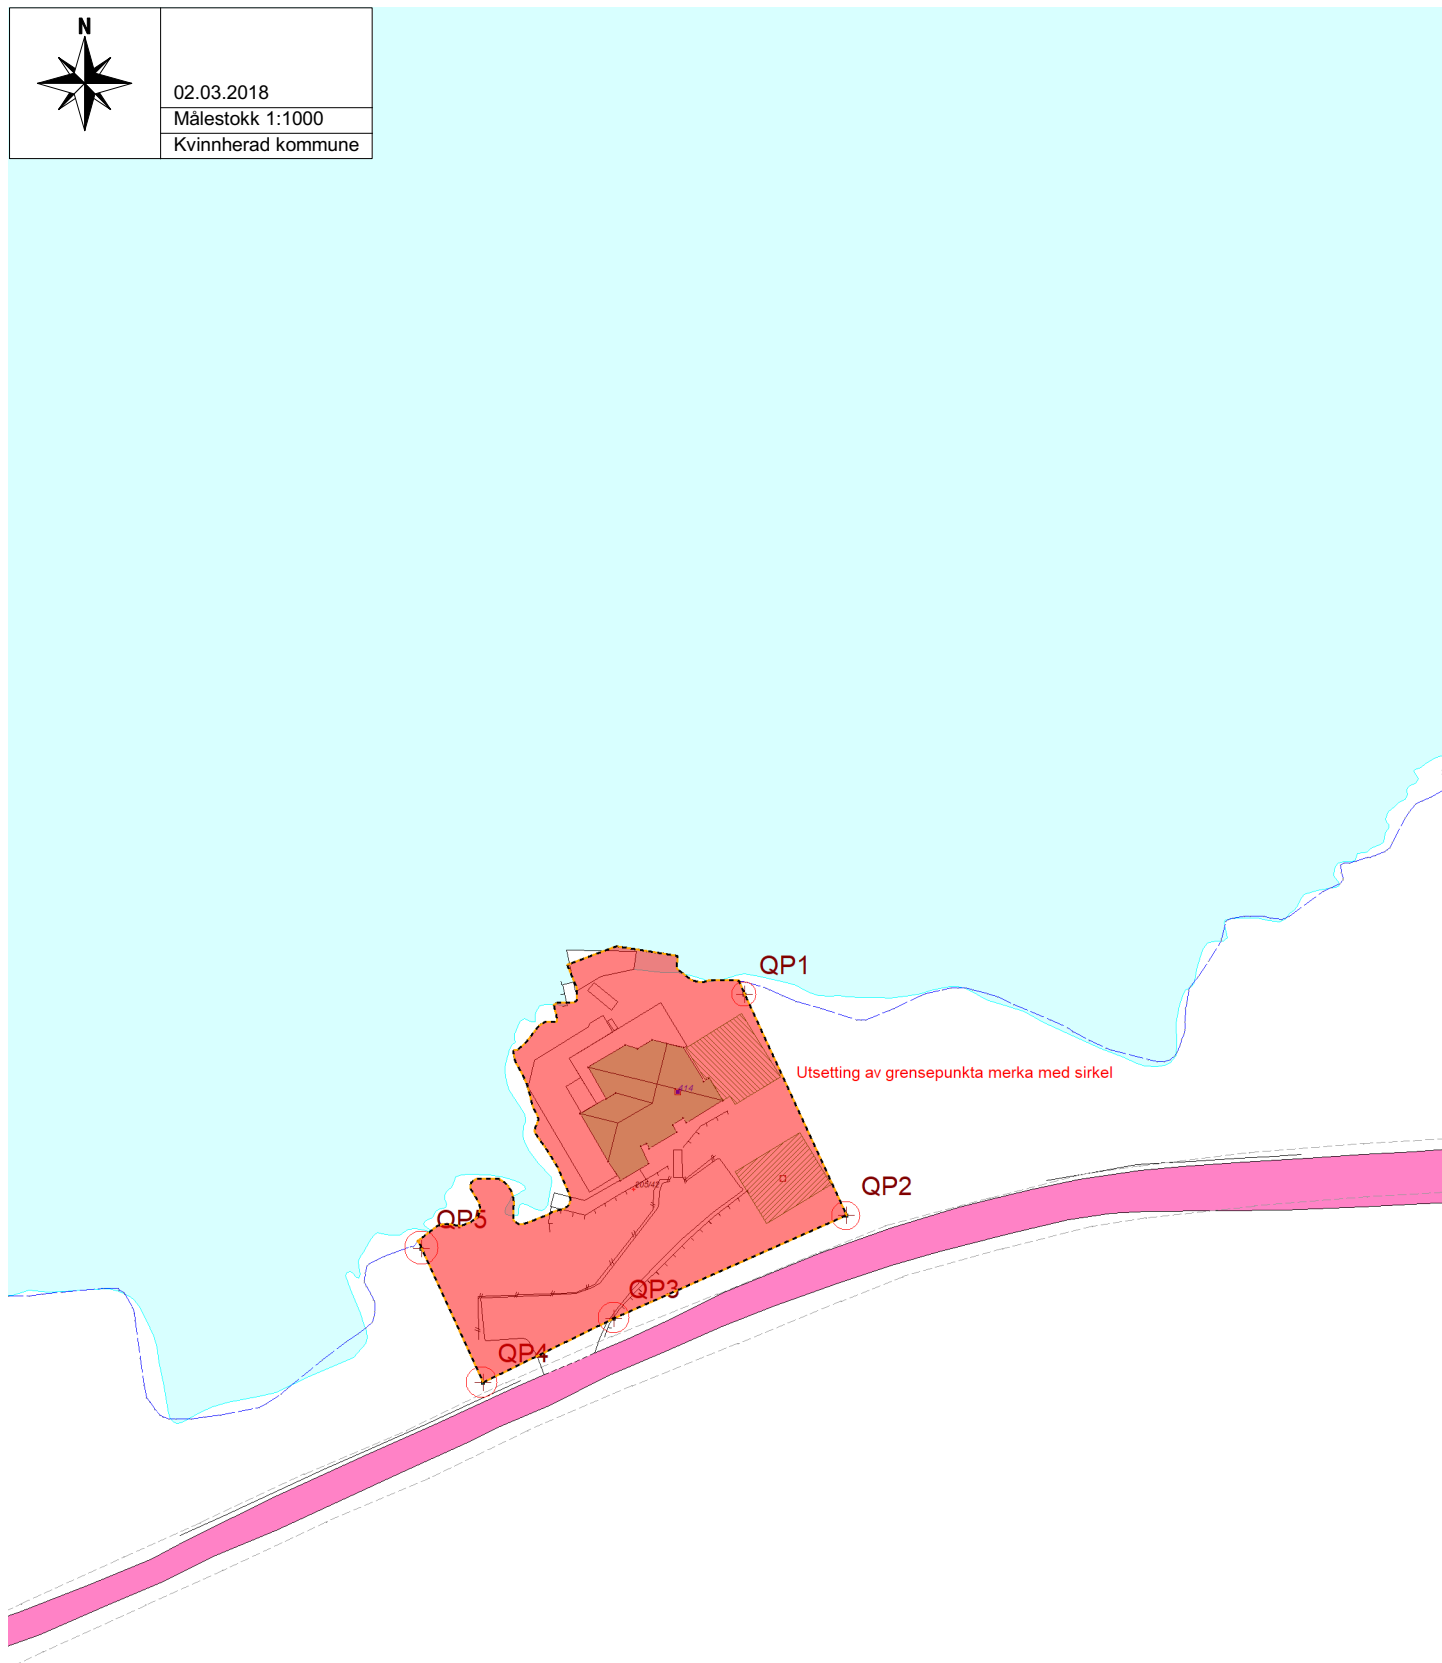 N
02.03.2018
Målestokk 1:1000
Kvinnherad kommune
QP1
Utsetting av grensepunkta merka med sirkel
414
QP2
QP5
QP3
QP4